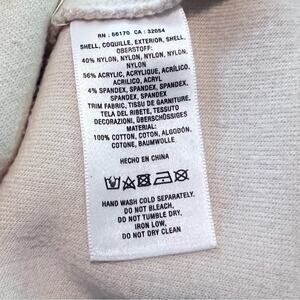 RN : 66170 CA : 32054
SHELL, COQUILLE, EXTERIOR, SHELL,
OBERSTOFF:
40% NYLON, NYLON, NYLON, NYLON,
NYLON
56% ACRYLIC, ACRYLIQUE, ACRÍLICO,
ACRILICO, ACRYL
4% SPANDEX, SPANDEX, SPANDEX,
SPANDEX, SPANDEX
TRIM FABRIC, TISSU DE GARNITURE,
TELA DEL RIBETE, TESSUTO
DECORAZIONI, ÜBERSCHÜSSIGES
MATERIAL:
100% COTTON, COTON, ALGODÓN,
COTONE, BAUMWOLLE
HECHO EN CHINA
HAND WASH COLD SEPARATELY.
DO NOT BLEACH,
DO NOT TUMBLE DRY.
IRON LOW,
DO NOT DRY CLEAN